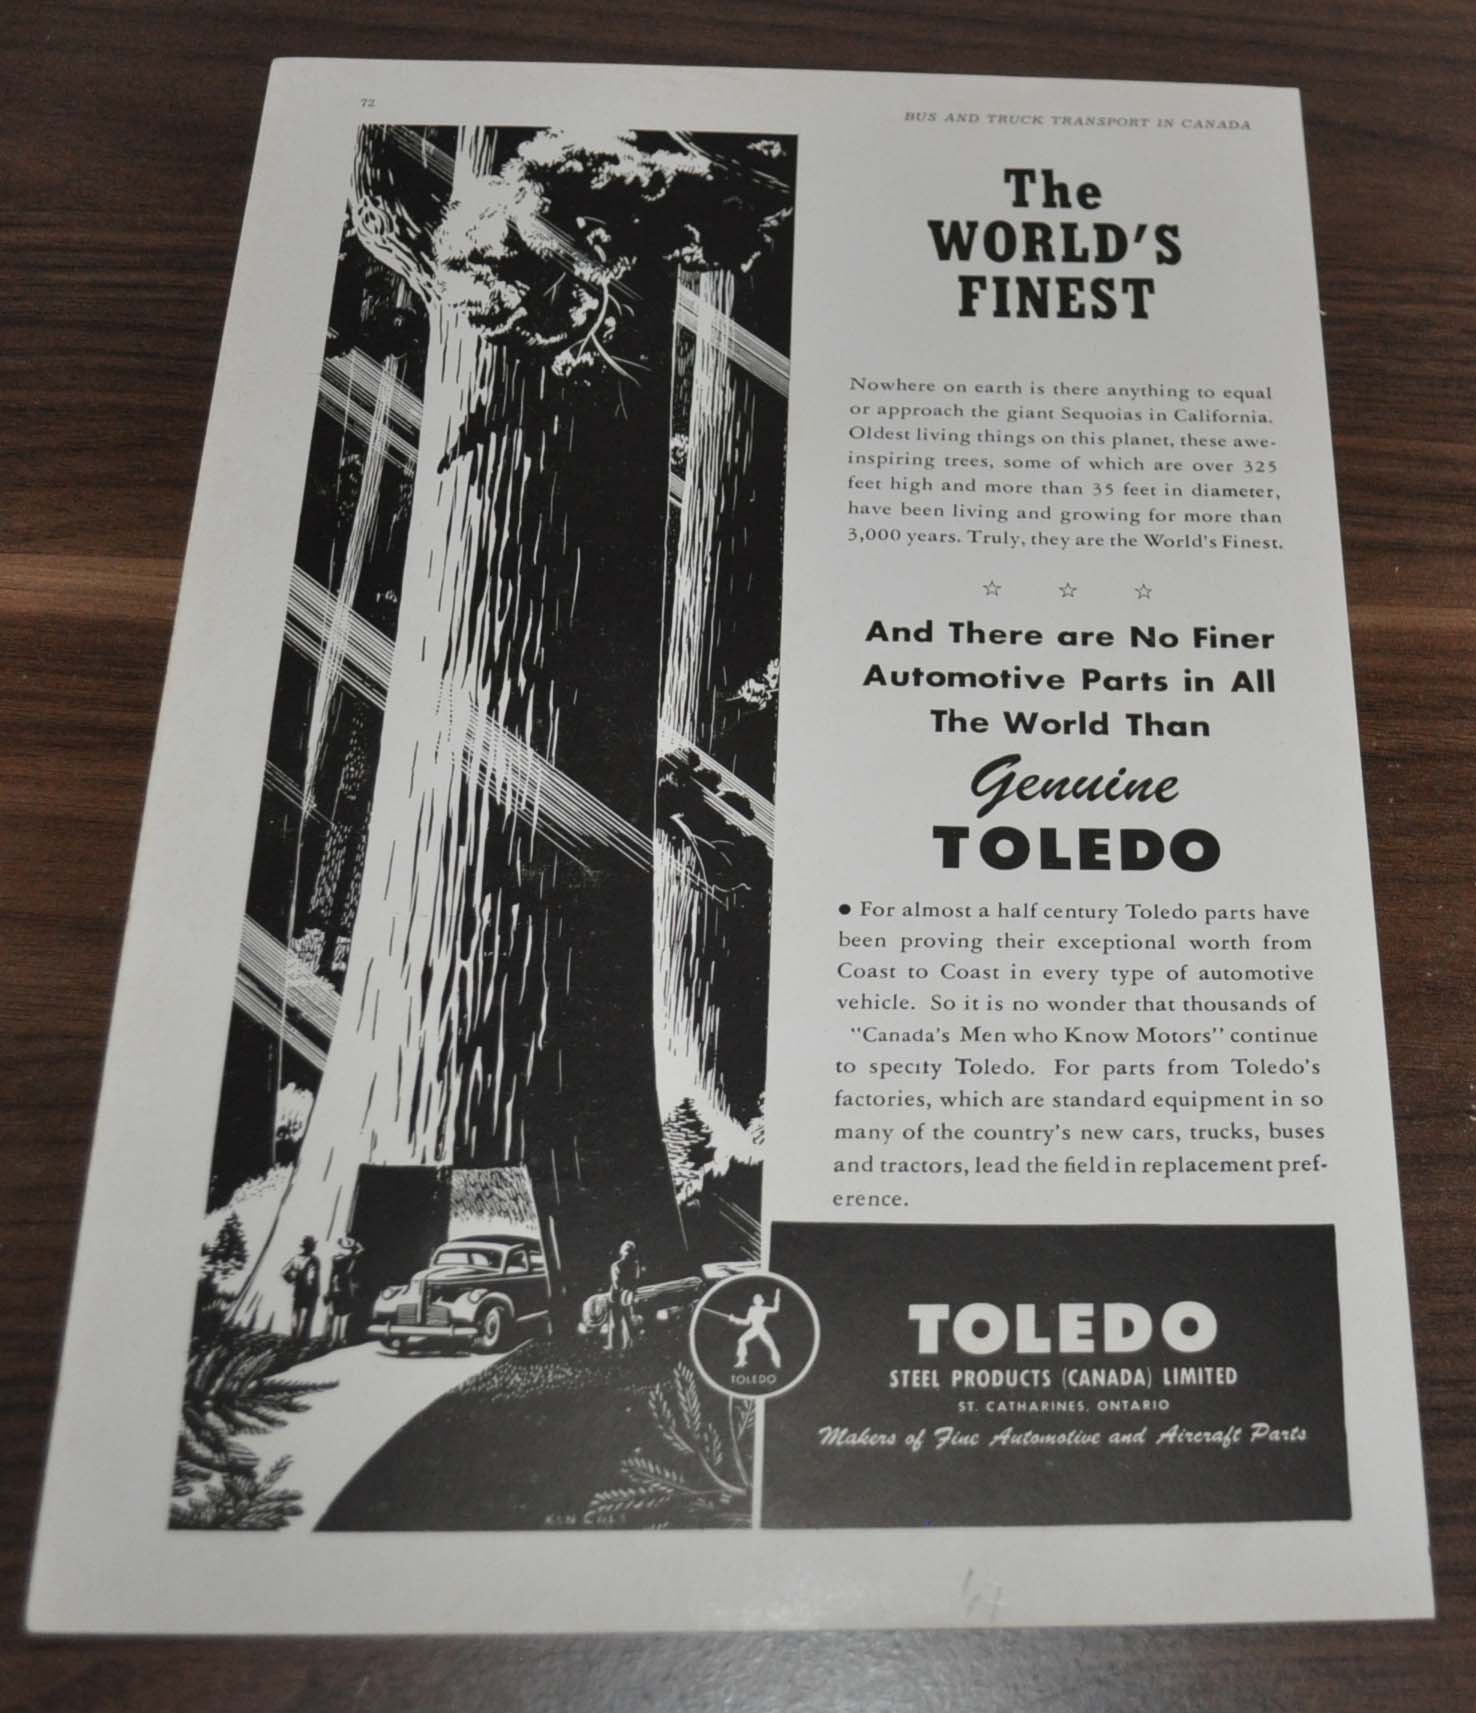 72
BUS AND TRUCK TRANSPORT IN CANADA
The
WORLD'S
FINEST
Nowhere on earth is there anything to equal
or approach the giant Sequoias in California.
Oldest living things on this planet, these awe-
inspiring trees, some of which are over 325
feet high and more than 35 feet in diameter,
have been living and growing for more than
3,000 years. Truly, they are the World's Finest.
☆ ☆ ☆
And There are No Finer
Automotive Parts in All
The World Than
Genuine
TOLEDO
● For almost a half century Toledo parts have
been proving their exceptional worth from
Coast to Coast in every type of automotive
vehicle. So it is no wonder that thousands of
"Canada's Men who Know Motors" continue
to specify Toledo. For parts from Toledo's
factories, which are standard equipment in so
many of the country's new cars, trucks, buses
and tractors, lead the field in replacement pref-
erence.
TOLEDO
TOLEDO
STEEL PRODUCTS (CANADA) LIMITED
ST. CATHARINES, ONTARIO
Makers of Fine Automotive and Aircraft Parts
KEN